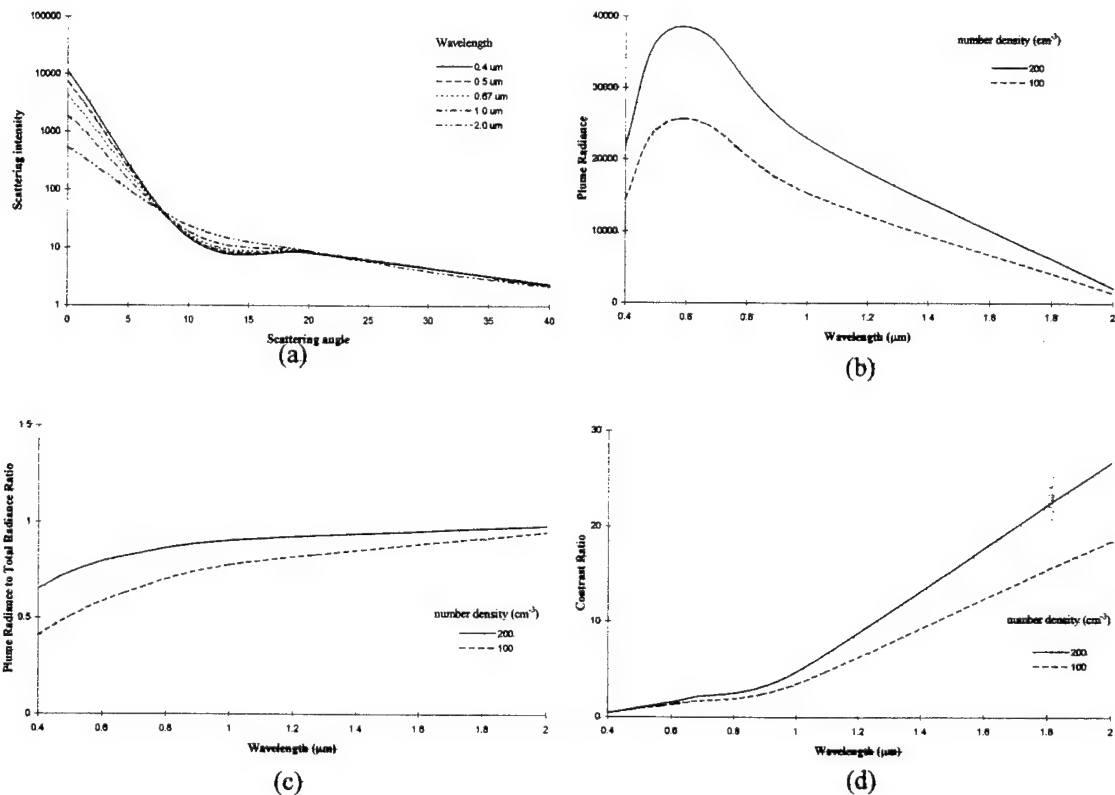 100000
10000
1000
100
10
1
Scattering intensity
0 5 10 15 20 25 30 35 40
Scattering angle
Wavelength
0.4 um
0.5 um
0.67 um
1.0 um
2.0 um
(a)
40000
30000
20000
10000
0
Plume Radiance
0.4 0.6 0.8 1 1.2 1.4 1.6 1.8 2
Wavelength (μm)
number density (cm⁻³)
200
100
(b)
1.5
1
0.5
0
Plume Radiance to Total Radiance Ratio
0.4 0.6 0.8 1 1.2 1.4 1.6 1.8 2
Wavelength (μm)
number density (cm⁻³)
200
100
(c)
30
20
10
0
Contrast Ratio
0.4 0.6 0.8 1 1.2 1.4 1.6 1.8 2
Wavelength (μm)
number density (cm⁻³)
200
100
(d)